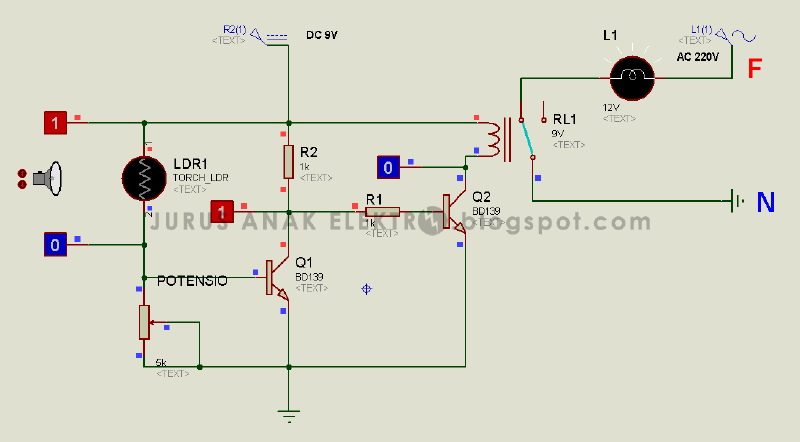 R2(1)
<TEXT>
DC 9V
L1
L1(1)
<TEXT>
AC 220V
F
12V
<TEXT>
1
LDR1
TORCH_LDR
<TEXT>
1
2
R2
1k
<TEXT>
0
RL1
9V
<TEXT>
1
R1
1k
<TEXT>
Q2
BD139
<TEXT>
N
JURUS ANAK ELEKTRO blogspot.com
0
POTENSIO
Q1
BD139
<TEXT>
5k
<TEXT>